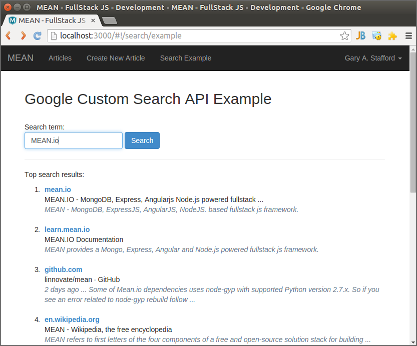 MEAN - FullStack JS - Development - MEAN - FullStack JS - Development - Google Chrome
MEAN - FullStack JS -
localhost:3000/#!/search/example
MEAN Articles Create New Article Search Example Gary A. Stafford
Google Custom Search API Example
Search term:
MEAN.io Search
Top search results:
1. mean.io
MEAN.IO - MongoDB, Express, Angularjs Node.js powered fullstack ...
MEAN - MongoDB, ExpressJS, AngularJS, NodeJS. based fullstack js framework.
2. learn.mean.io
MEAN.IO Documentation
MEAN provides a Mongo, Express, Angular and Node.js powered fullstack js framework.
3. github.com
linnovate/mean · GitHub
2 days ago ... Some of Mean.io dependencies uses node-gyp with supported Python version 2.7.x. So if you
see an error related to node-gyp rebuild follow ...
4. en.wikipedia.org
MEAN - Wikipedia, the free encyclopedia
MEAN refers to first letters of the four components of a free and open-source solution stack for building ...